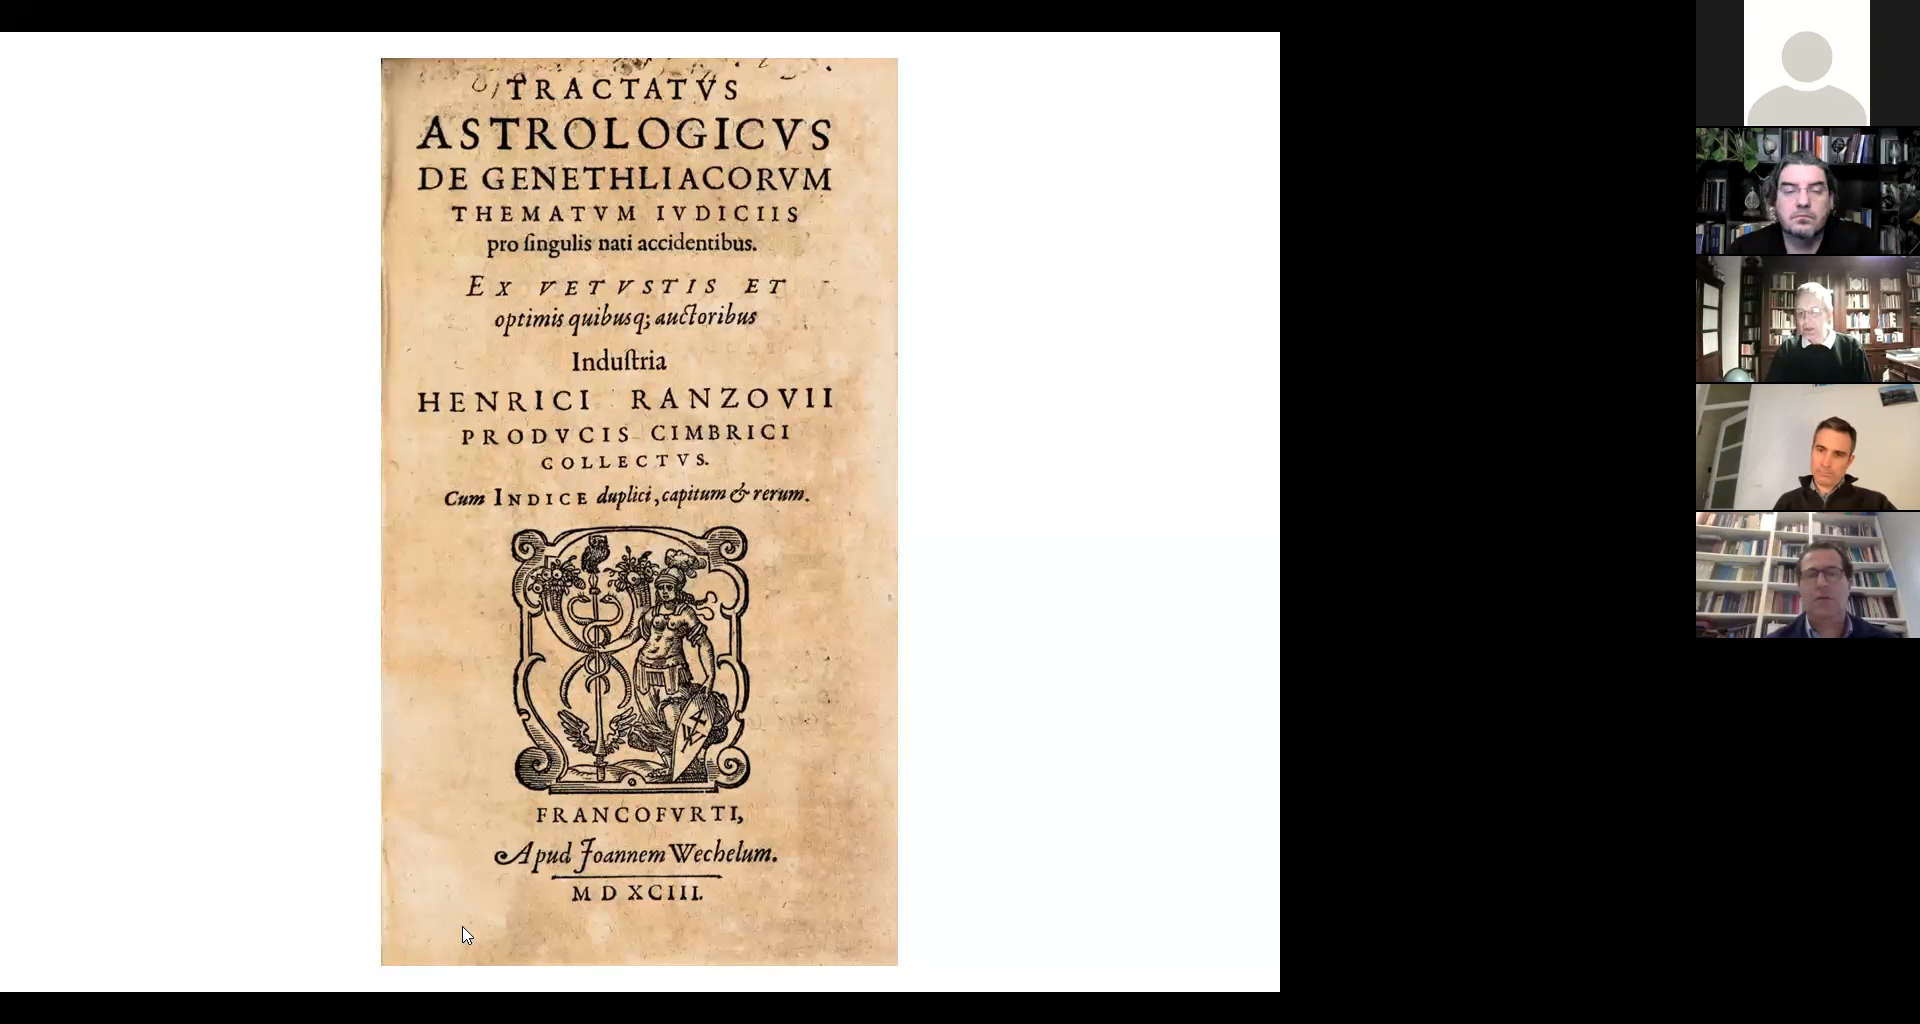 TRACTATVS
ASTROLOGICVS
DE GENETHLIACORVM
THEMATVM IVDICIIS
pro ſingulis nati accidentibus.
EX VETVSTIS ET
optimis quibusq; auctoribus
Induſtria
HENRICI RANZOVII
PRODVCIS CIMBRICI
COLLECTVS.
Cum INDICE duplici, capitum & rerum.
FRANCOFVRTI,
Apud Joannem Wechelum.
M D XCIII.